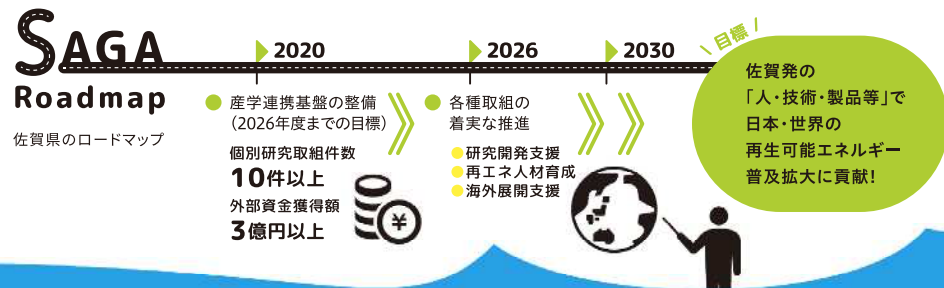 SAGA
Roadmap
佐賀県のロードマップ
2020
2026
2030
産学連携基盤の整備
（2026年度までの目標）
個別研究取組件数
10件以上
外部資金獲得額
3億円以上
¥
各種取組の
着実な推進
研究開発支援
再エネ人材育成
海外展開支援
目標
佐賀発の
「人・技術・製品等」で
日本・世界の
再生可能エネルギー
普及拡大に貢献！